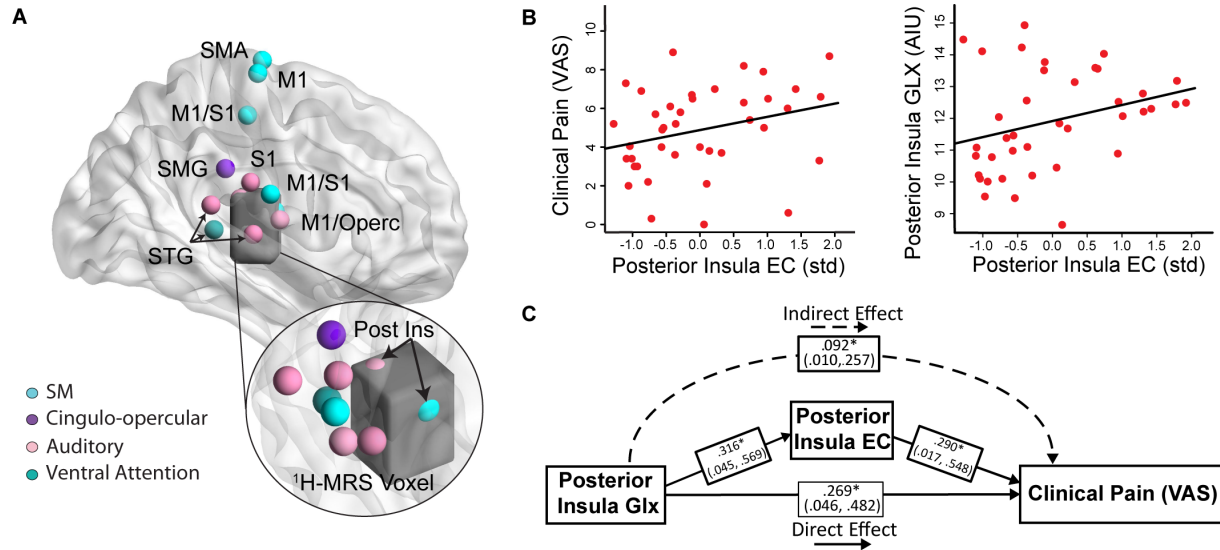 A
SMA
M1
M1/S1
SMG
S1
M1/S1
M1/Operc
STG
Post Ins
¹H-MRS Voxel
SM
Cingulo-opercular
Auditory
Ventral Attention
B
Clinical Pain (VAS)
10
8
6
4
2
0
-1.0
-0.5
0.0
0.5
1.0
1.5
2.0
Posterior Insula EC (std)
Posterior Insula GLX (AIU)
15
14
13
12
11
10
9
-1.0
-0.5
0.0
0.5
1.0
1.5
2.0
Posterior Insula EC (std)
C
Indirect Effect
.092*
(.010,.257)
Posterior
Insula EC
.316*
(.045, .569)
.290*
(.017, .548)
Posterior
Insula Glx
.269*
(.046, .482)
Direct Effect
Clinical Pain (VAS)